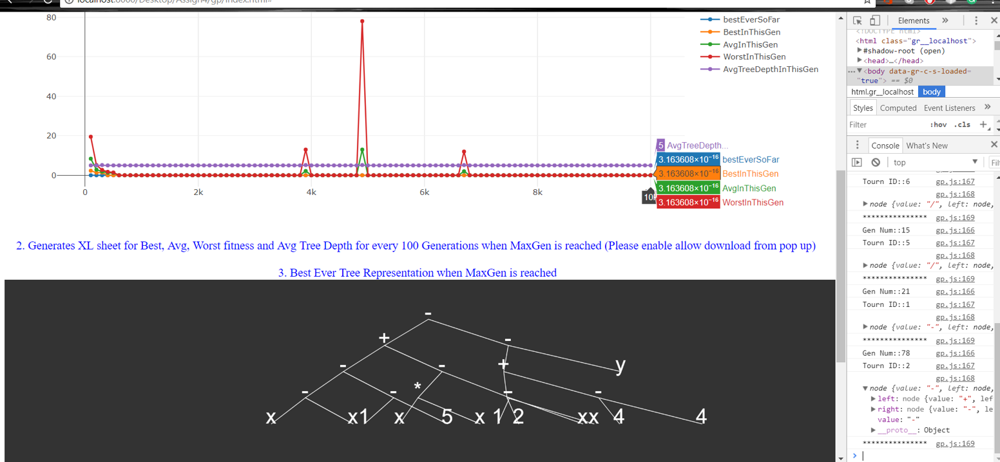 localhost:8000/Desktop/Assign4/gp/index.html#
80
60
40
20
0
0
2k
4k
6k
8k
bestEverSoFar
BestInThisGen
AvgInThisGen
WorstInThisGen
AvgTreeDepthInThisGen
5 AvgTreeDepth...
3.163608×10⁻¹⁶ bestEverSoFar
3.163608×10⁻¹⁶ BestInThisGen
3.163608×10⁻¹⁶ AvgInThisGen
3.163608×10⁻¹⁶ WorstInThisGen
2. Generates XL sheet for Best, Avg, Worst fitness and Avg Tree Depth for every 100 Generations when MaxGen is reached (Please enable allow download from pop up)
3. Best Ever Tree Representation when MaxGen is reached
-
+ -
- - + y
- - * - -
x x1 x 5 x 1 2 xx 4 4
Elements
<!DOCTYPE html>
<html class="gr__localhost">
#shadow-root (open)
<head>…</head>
<body data-gr-c-s-loaded=
"true"> == $0
html.gr__localhost body
Styles Computed Event Listeners
Filter :hov .cls +
Console What's New
top
Tourn ID::6 gp.js:167
gp.js:168
node {value: "/", left: node,
*************** gp.js:169
Gen Num::15 gp.js:166
Tourn ID::5 gp.js:167
gp.js:168
node {value: "/", left: node,
*************** gp.js:169
Gen Num::21 gp.js:166
Tourn ID::1 gp.js:167
gp.js:168
node {value: "-", left: node,
*************** gp.js:169
Gen Num::78 gp.js:166
Tourn ID::2 gp.js:167
gp.js:168
node {value: "-", left: node,
left: node {value: "+", lef
right: node {value: "-", le
value: "-"
__proto__: Object
*************** gp.js:169